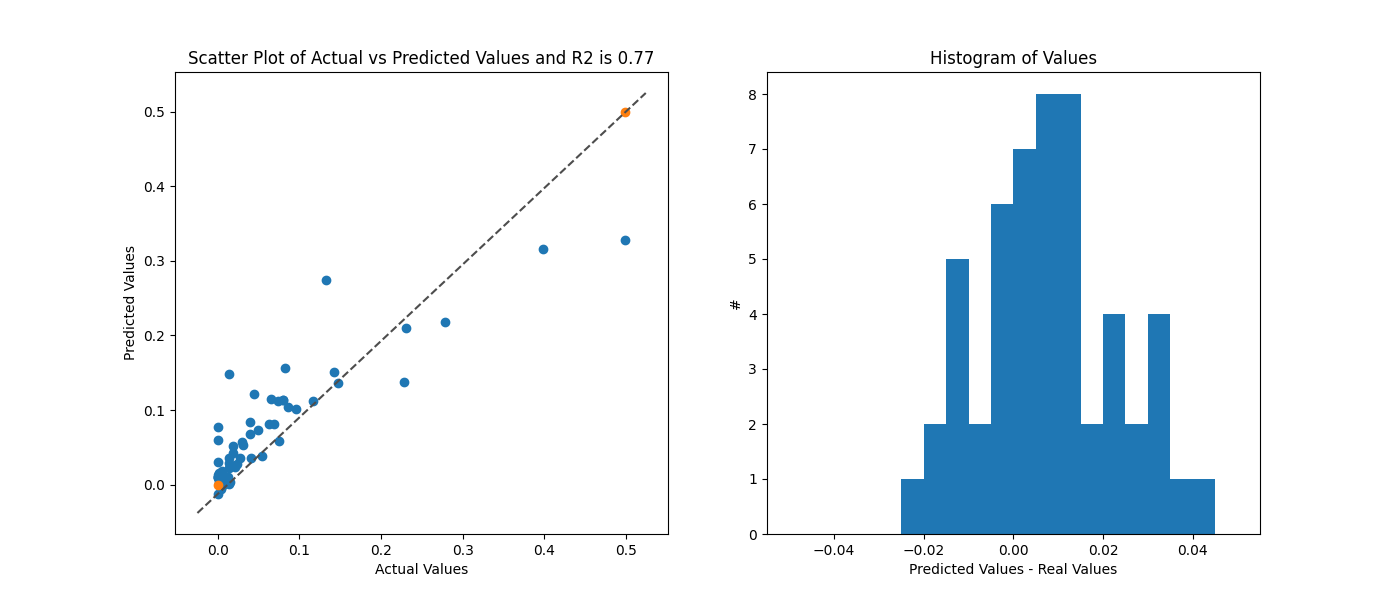 Scatter Plot of Actual vs Predicted Values and R2 is 0.77
0.5
0.4
0.3
0.2
0.1
0.0
Predicted Values
0.0 0.1 0.2 0.3 0.4 0.5
Actual Values
Histogram of Values
8
7
6
5
4
3
2
1
0
#
−0.04 −0.02 0.00 0.02 0.04
Predicted Values - Real Values